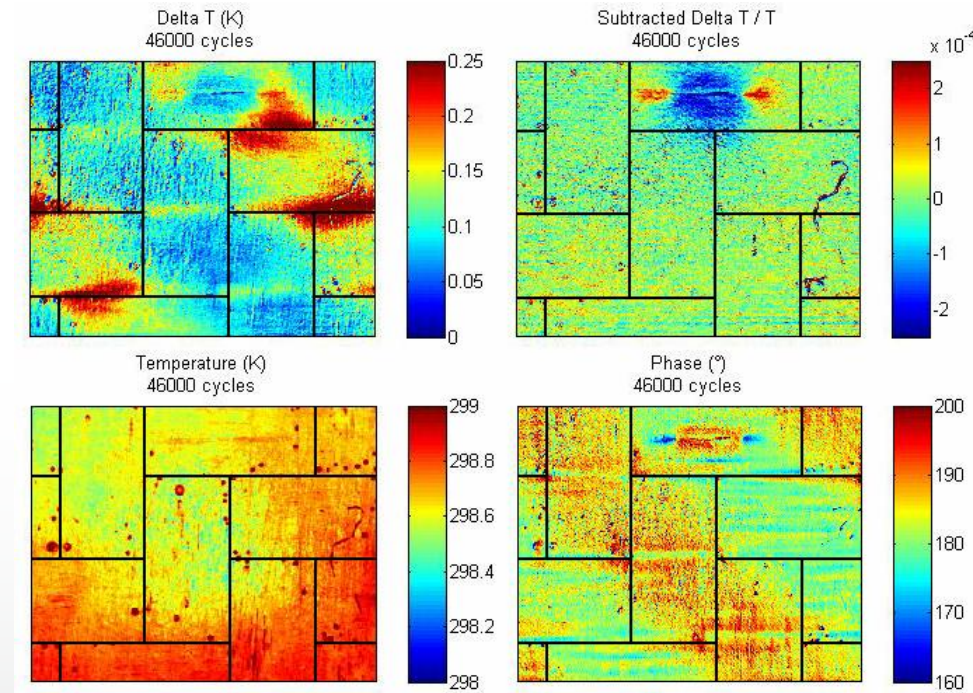 Delta T (K)
46000 cycles
0.25
0.2
0.15
0.1
0.05
0
Subtracted Delta T / T
46000 cycles
x 10⁻⁴
2
1
0
-1
-2
Temperature (K)
46000 cycles
299
298.8
298.6
298.4
298.2
298
Phase (º)
46000 cycles
200
190
180
170
160